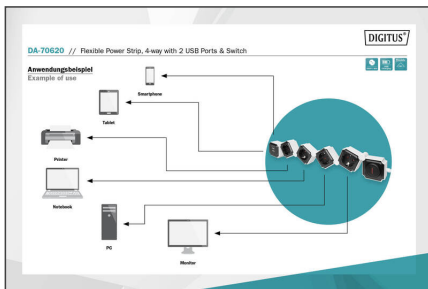 DIGITUS®
DA-70620 // Flexible Power Strip, 4-way with 2 USB Ports & Switch
Anwendungsbeispiel
Example of use
Smartphone
Tablet
Printer
Notebook
PC
Monitor